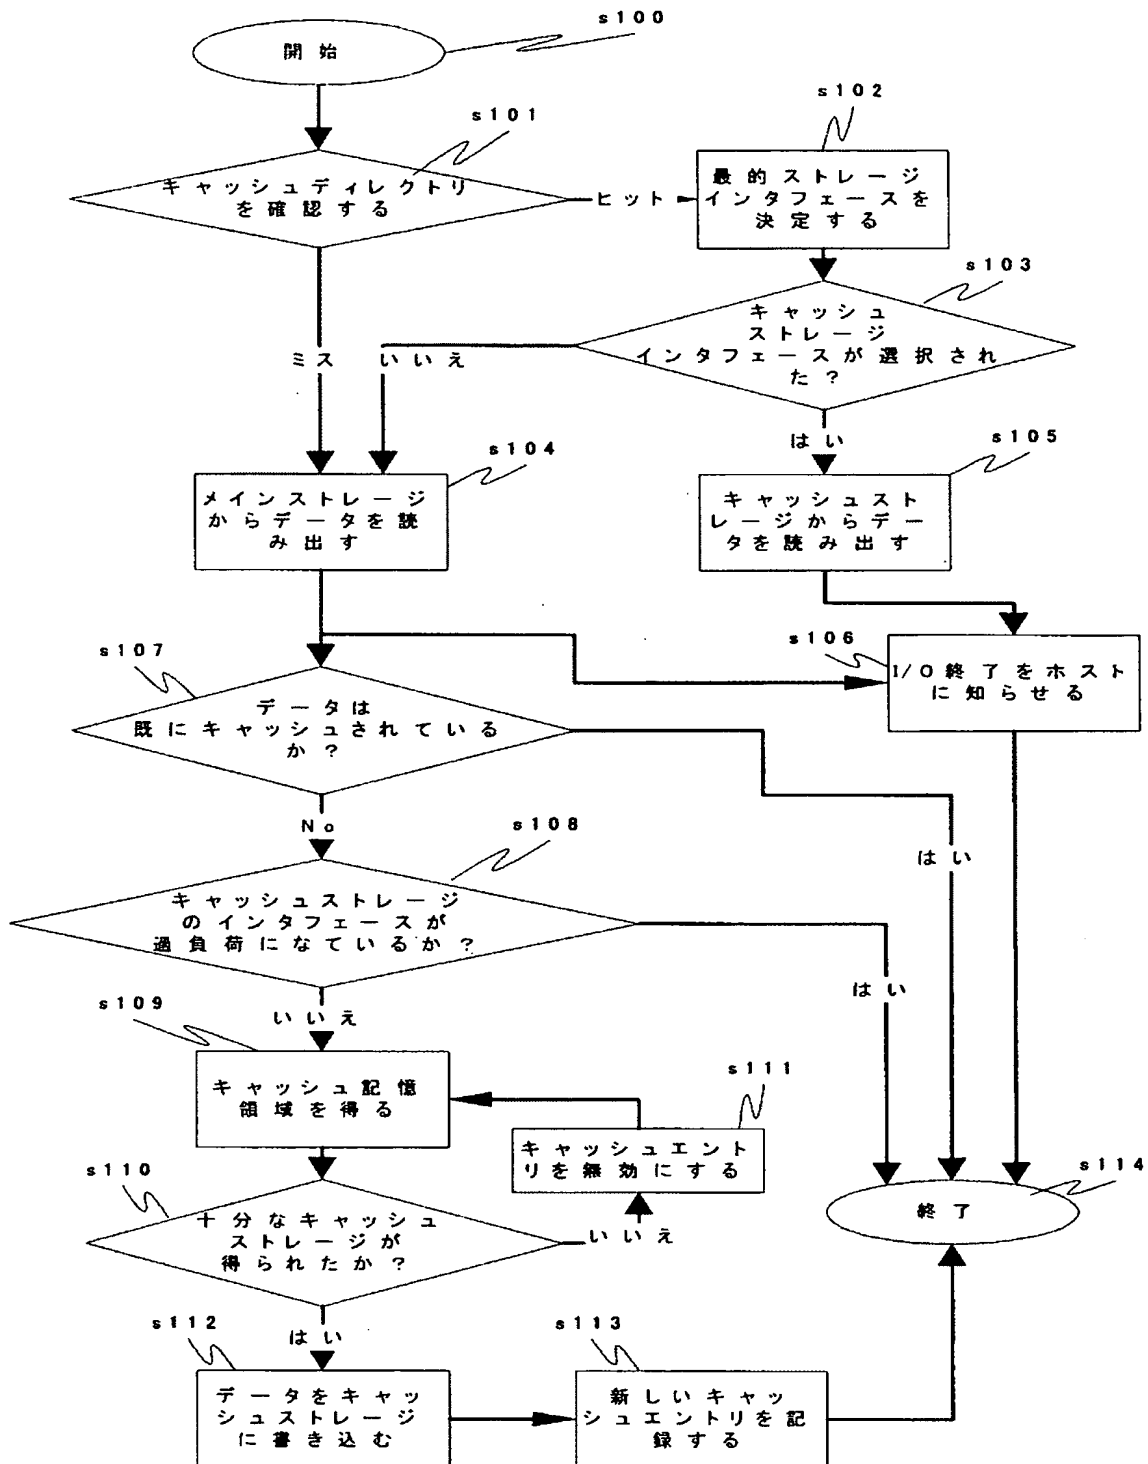 s100
開始
s101
キャッシュディレクトリ
を確認する
ヒット
s102
最的ストレージ
インタフェースを
決定する
s103
キャッシュ
ストレージ
インタフェースが選択され
た?
ミス
いいえ
はい
s104
メインストレージ
からデータを読
み出す
s105
キャッシュスト
レージからデー
タを読み出す
s106
I/O終了をホスト
に知らせる
s107
データは
既にキャッシュされている
か?
No
はい
s108
キャッシュストレージ
のインタフェースが
過負荷になているか?
はい
いいえ
s109
キャッシュ記憶
領域を得る
s111
キャッシュエント
リを無効にする
s110
十分なキャッシュ
ストレージが
得られたか?
いいえ
s114
終了
はい
s112
データをキャッ
シュストレージ
に書き込む
s113
新しいキャッ
シュエントリを記
録する